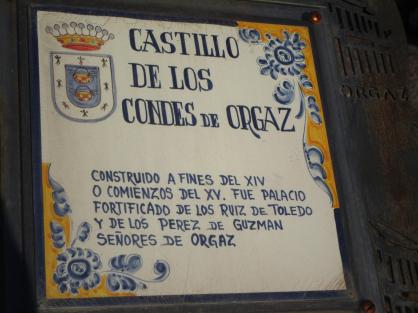 CASTILLO
DE LOS
CONDES DE ORGAZ
CONSTRUIDO A FINES DEL XIV
O COMIENZOS DEL XV. FUE PALACIO
FORTIFICADO DE LOS RUIZ DE TOLEDO
Y DE LOS PEREZ DE GUZMAN
SEÑORES DE ORGAZ
ORGAZ